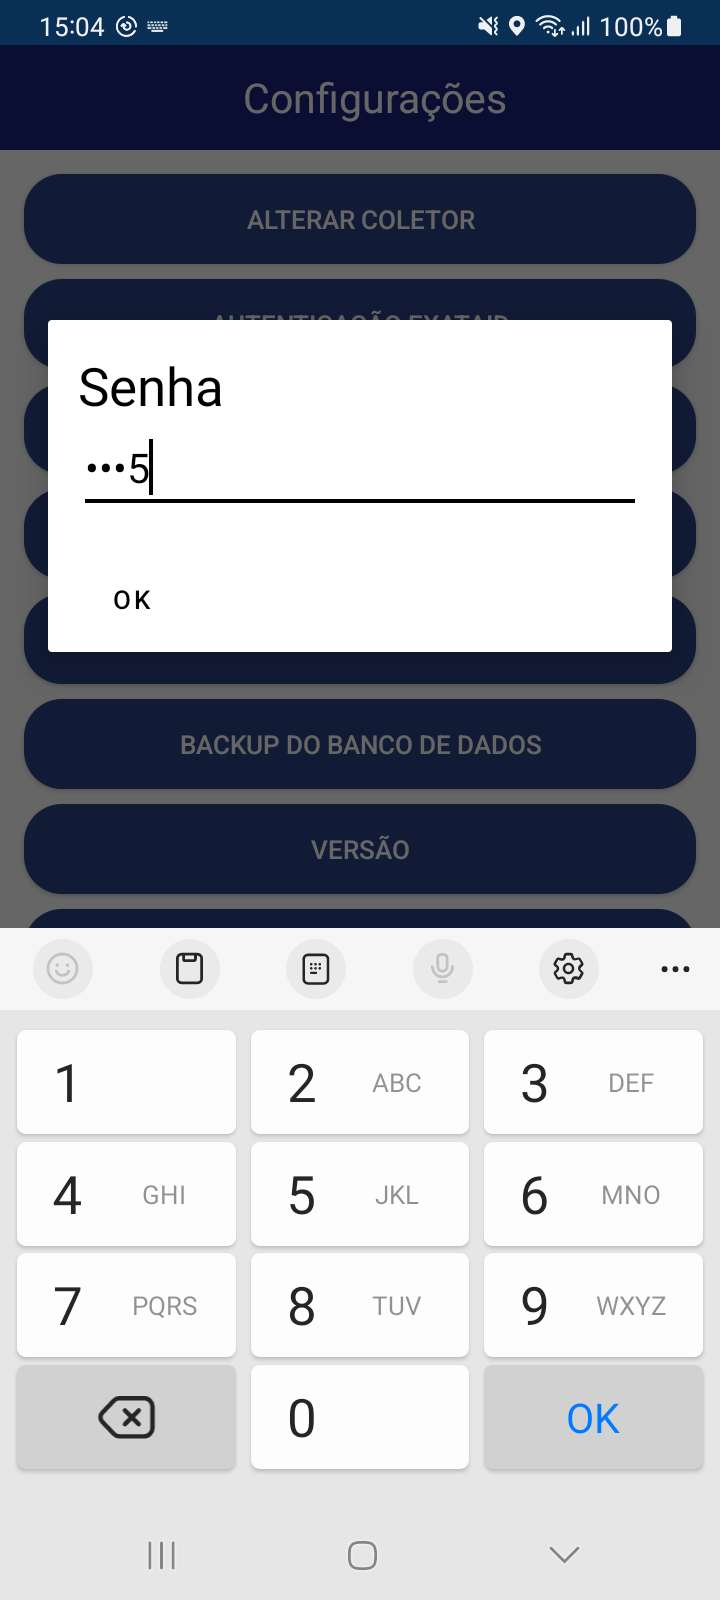 15:04 100%
Configurações
ALTERAR COLETOR
Senha
•••5
OK
BACKUP DO BANCO DE DADOS
VERSÃO
1
2 ABC
3 DEF
4 GHI
5 JKL
6 MNO
7 PQRS
8 TUV
9 WXYZ
0
OK